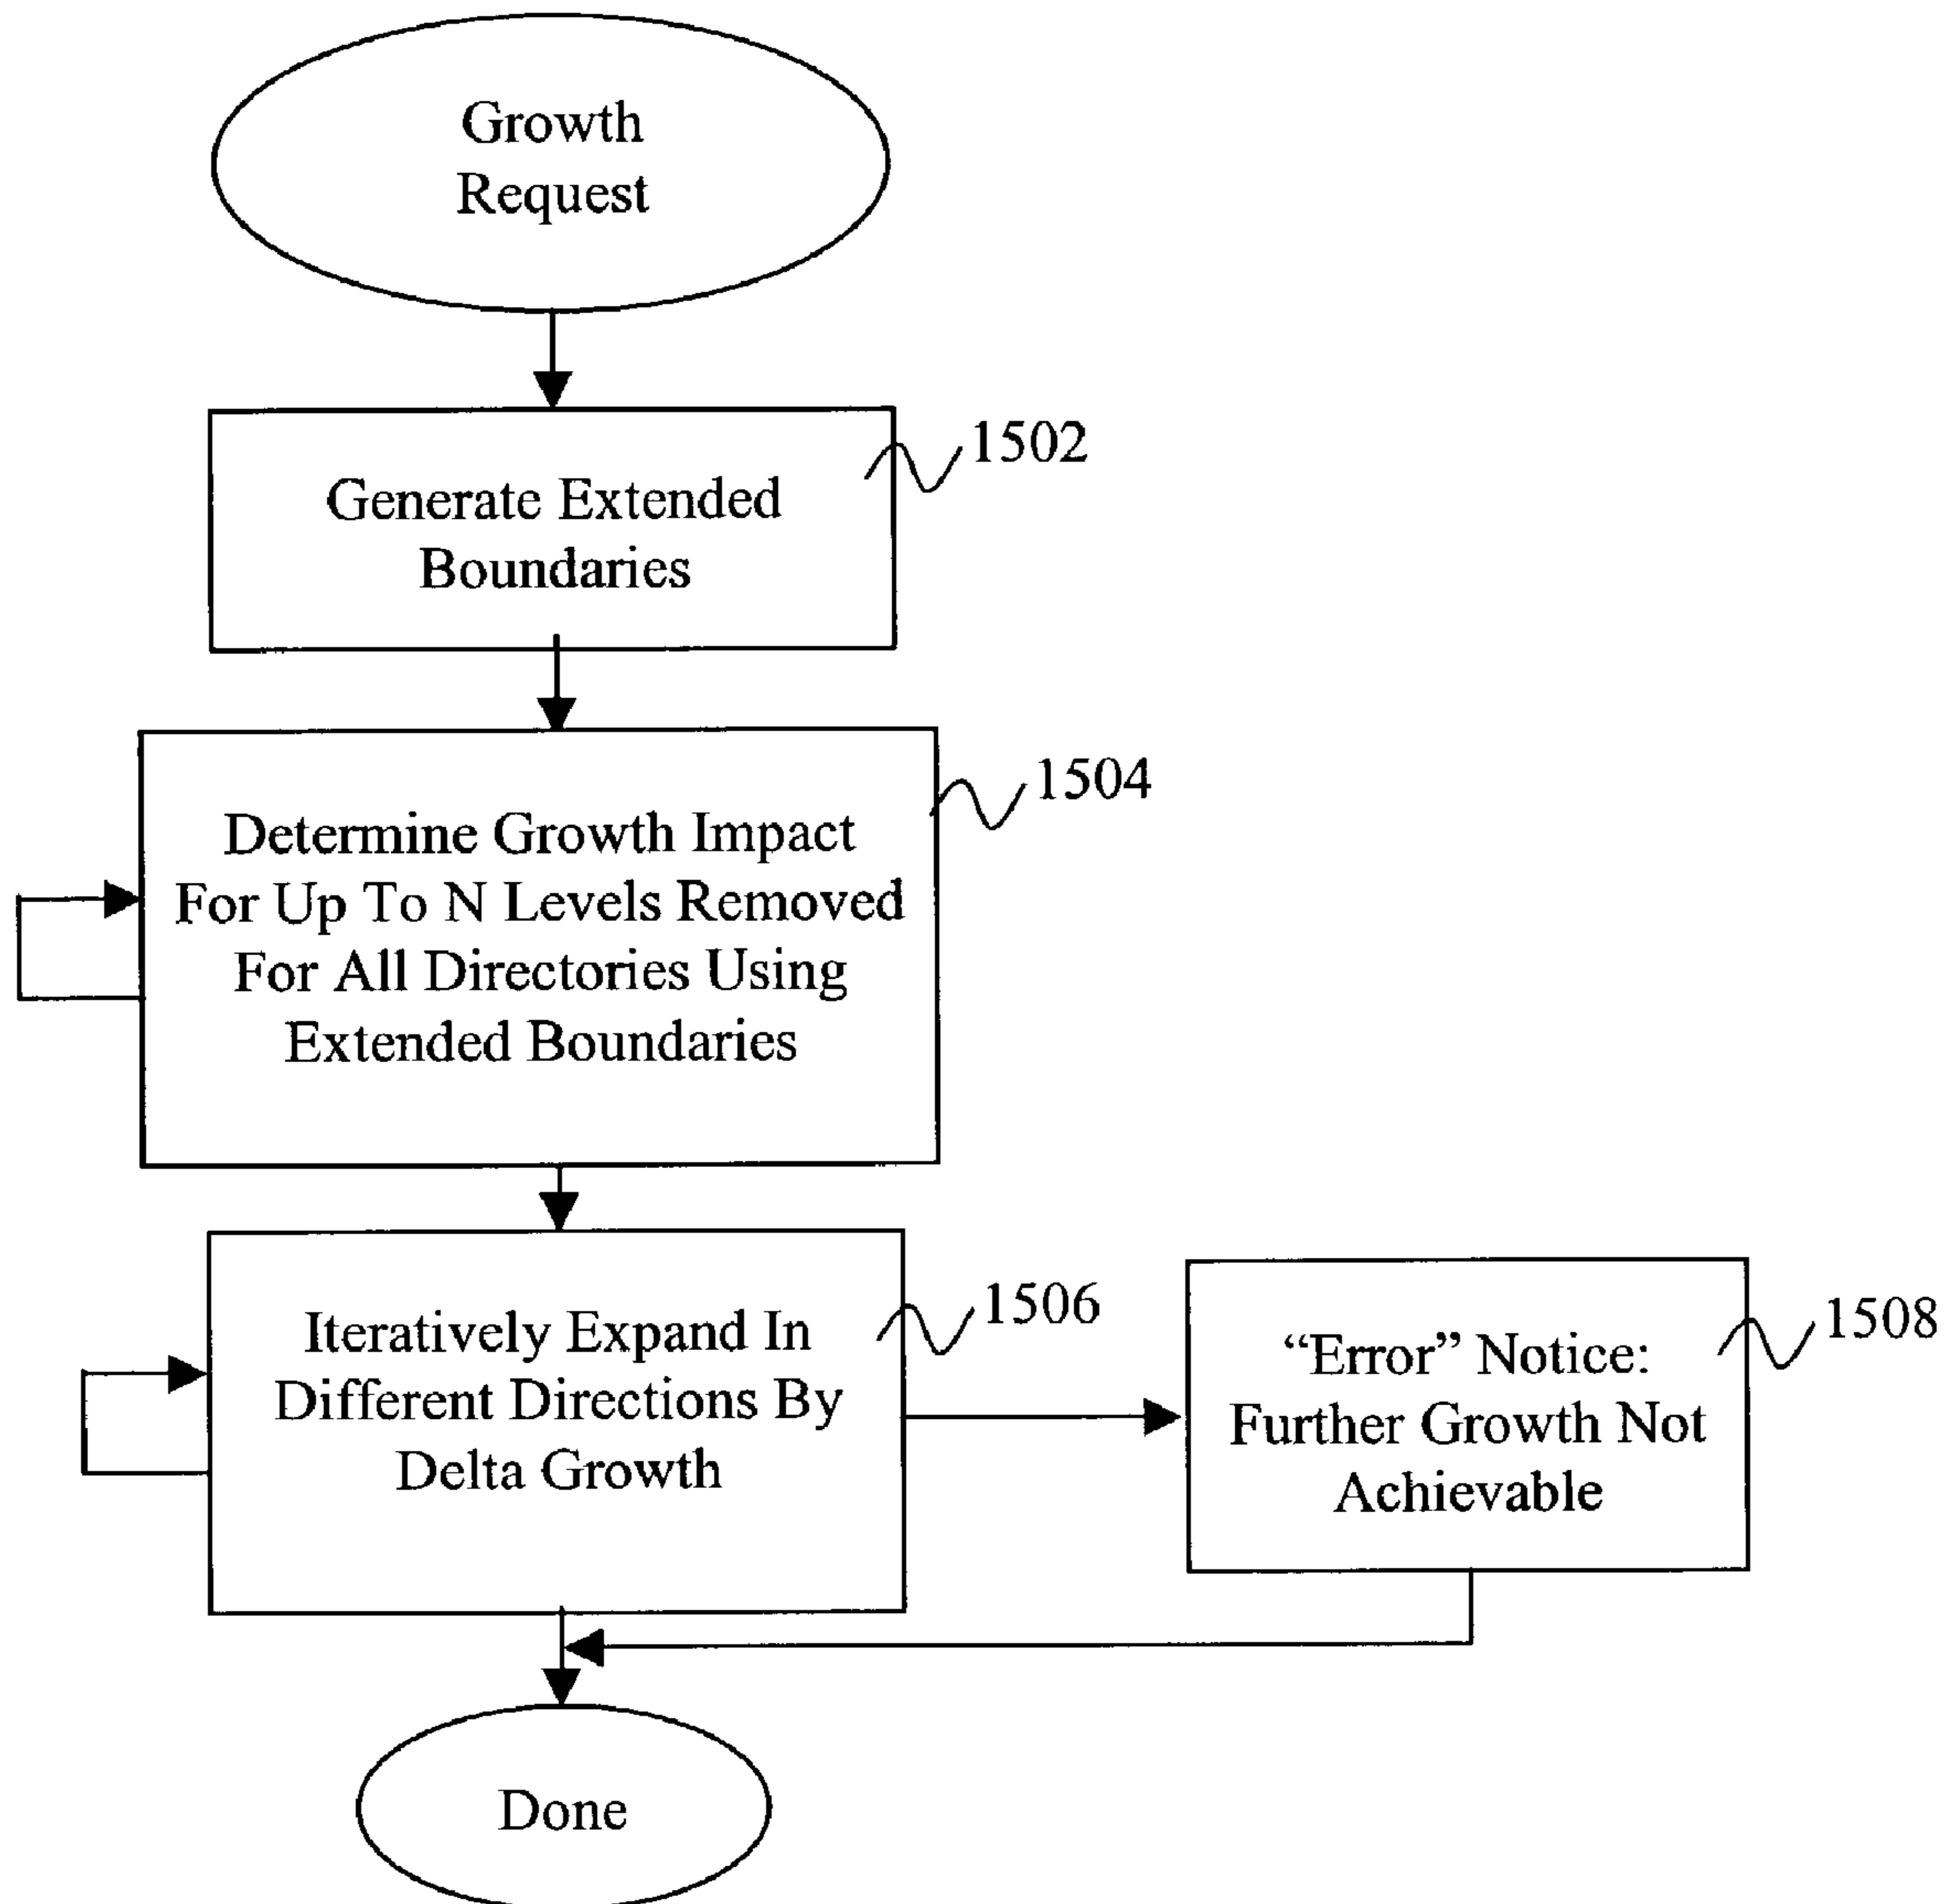 Growth
Request
1502
Generate Extended
Boundaries
1504
Determine Growth Impact
For Up To N Levels Removed
For All Directories Using
Extended Boundaries
1506
Iteratively Expand In
Different Directions By
Delta Growth
1508
“Error” Notice:
Further Growth Not
Achievable
Done